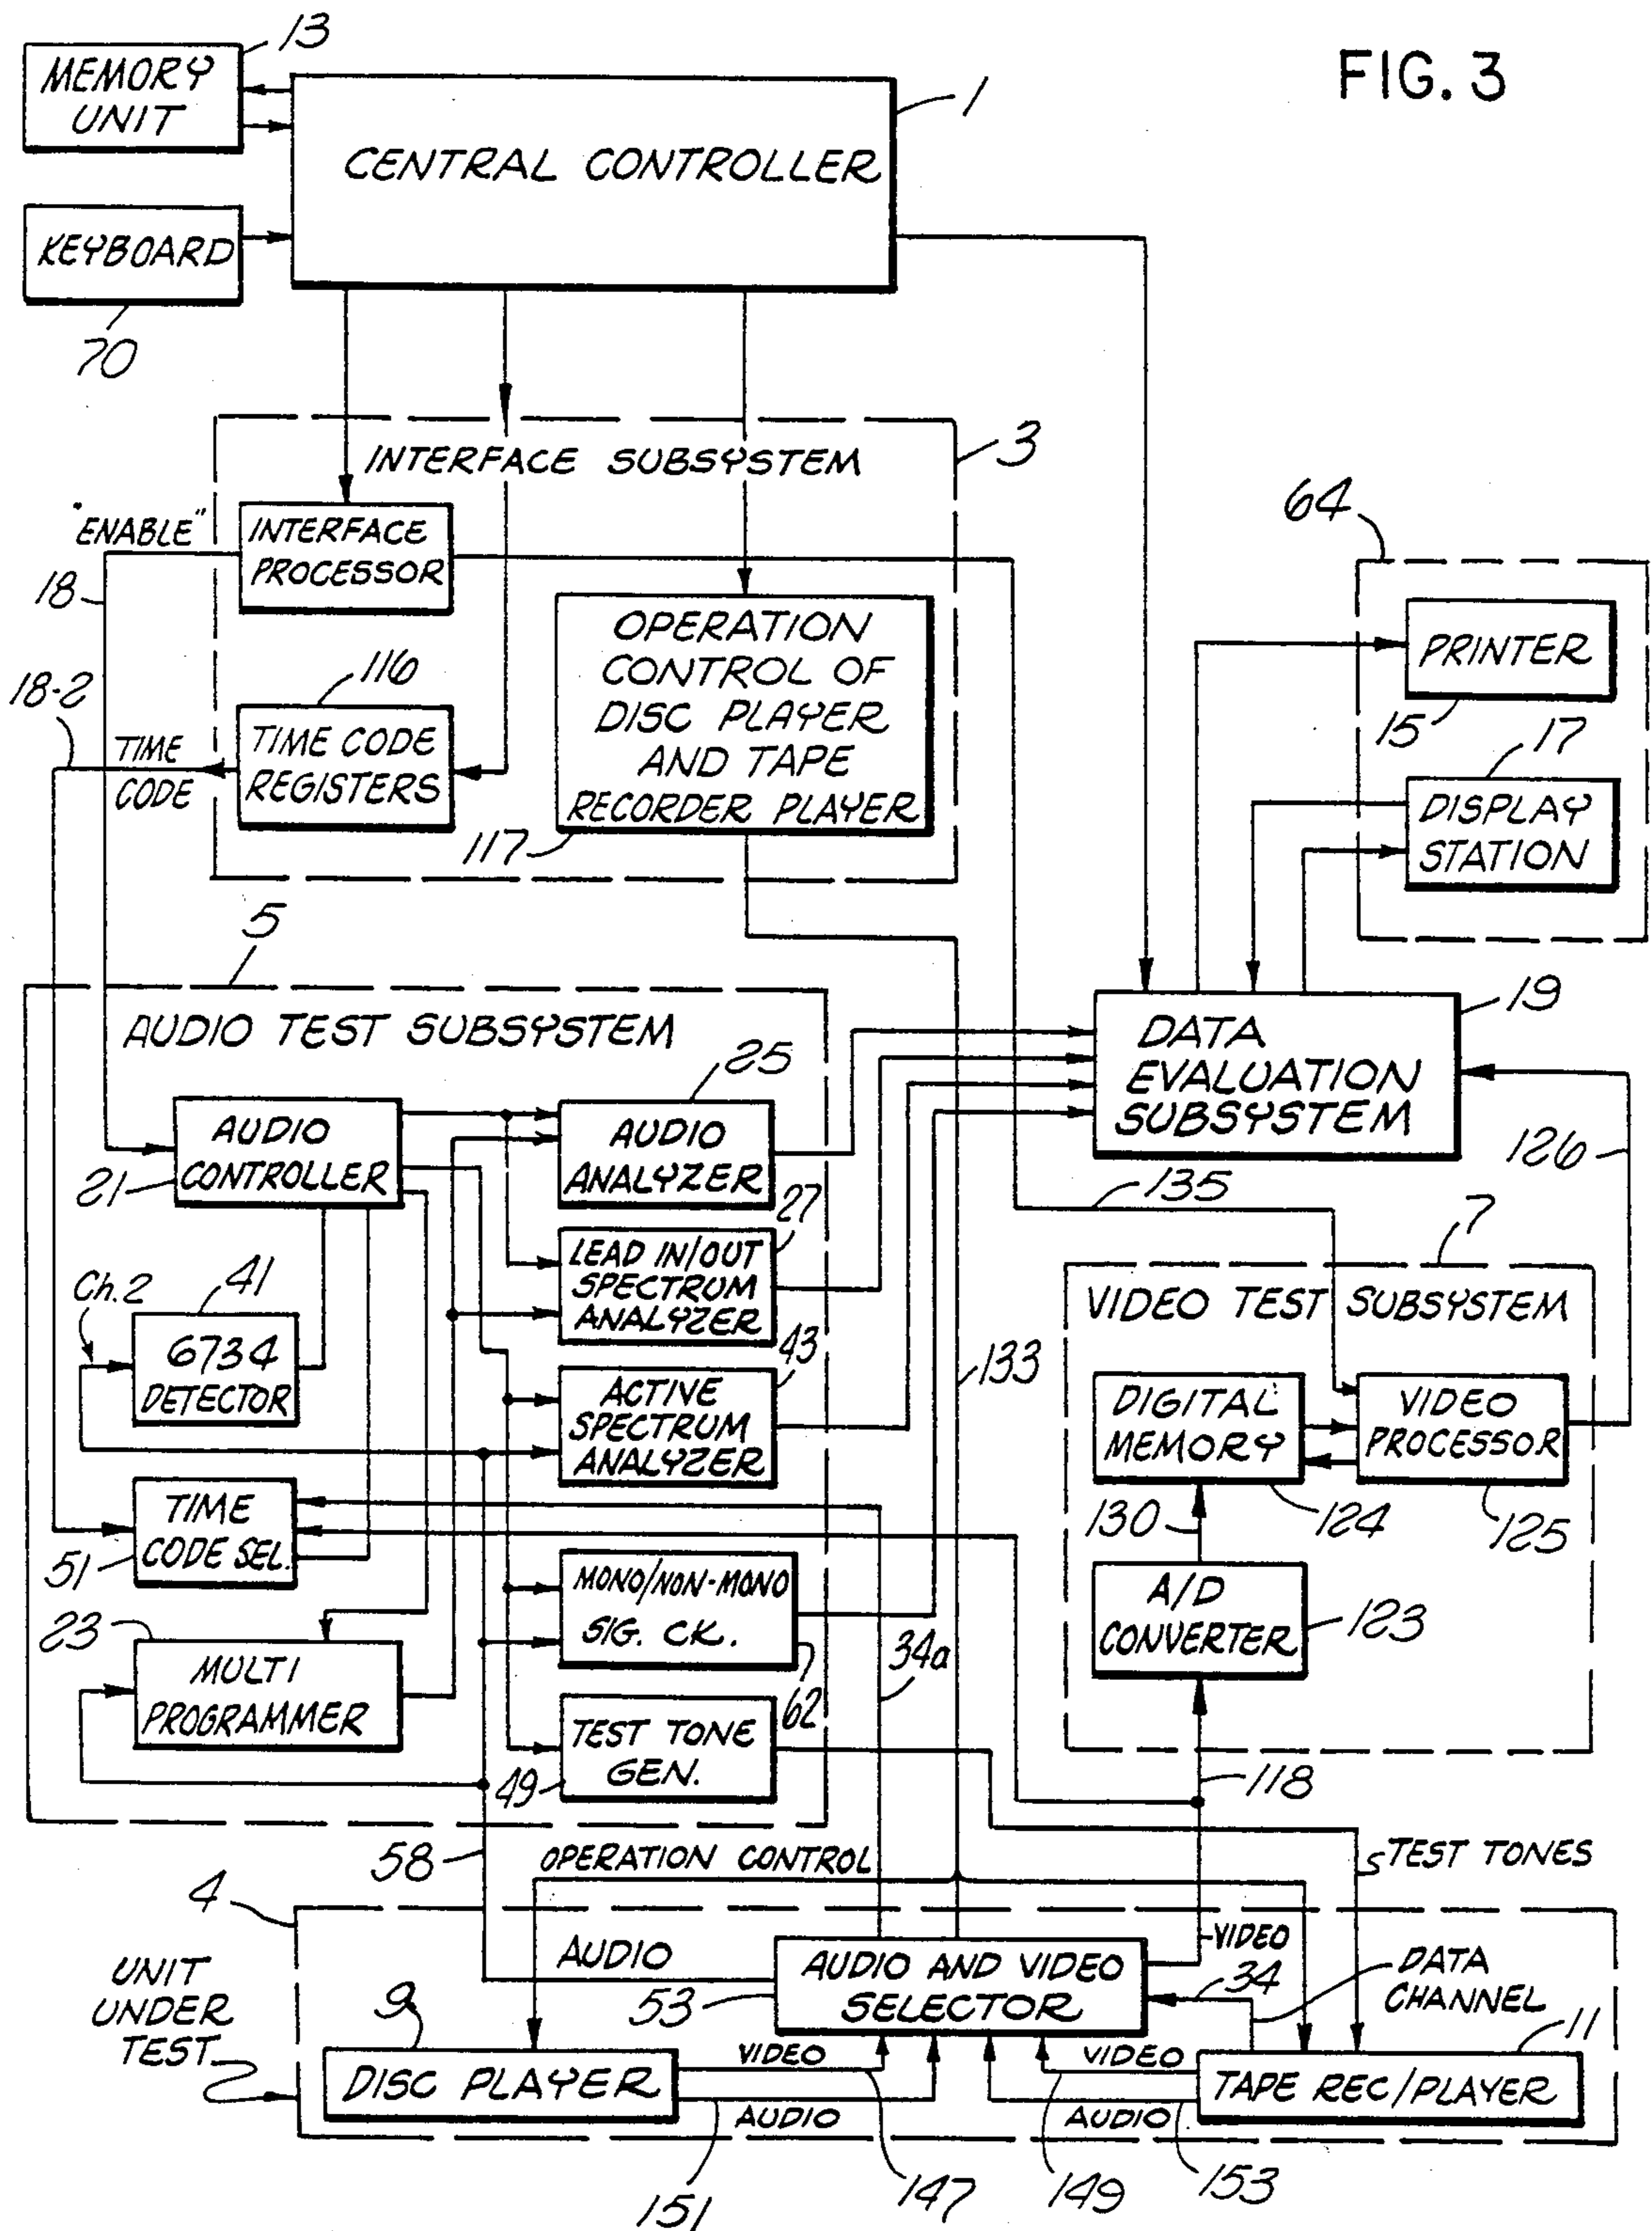 FIG. 3
13
MEMORY
UNIT
1
CENTRAL CONTROLLER
KEYBOARD
70
3
INTERFACE SUBSYSTEM
"ENABLE"
INTERFACE
PROCESSOR
18
64
PRINTER
15
17
DISPLAY
STATION
OPERATION
CONTROL OF
DISC PLAYER
AND TAPE
RECORDER PLAYER
117
18-2
116
TIME CODE
REGISTERS
TIME
CODE
5
AUDIO TEST SUBSYSTEM
19
DATA
EVALUATION
SUBSYSTEM
25
AUDIO
ANALYZER
AUDIO
CONTROLLER
21
126
135
7
27
LEAD IN/OUT
SPECTRUM
ANALYZER
Ch. 2
41
6734
DETECTOR
VIDEO TEST SUBSYSTEM
43
ACTIVE
SPECTRUM
ANALYZER
133
DIGITAL
MEMORY
VIDEO
PROCESSOR
124
125
130
TIME
CODE SEL.
51
MONO/NON-MONO
SIG. CK.
62
34a
A/D
CONVERTER
123
23
MULTI
PROGRAMMER
TEST TONE
GEN.
49
118
58
OPERATION CONTROL
TEST TONES
4
AUDIO
AUDIO AND VIDEO
SELECTOR
53
VIDEO
34
DATA
CHANNEL
UNIT
UNDER
TEST
9
DISC PLAYER
VIDEO
AUDIO
VIDEO
AUDIO
11
TAPE REC/PLAYER
151
147
149
153